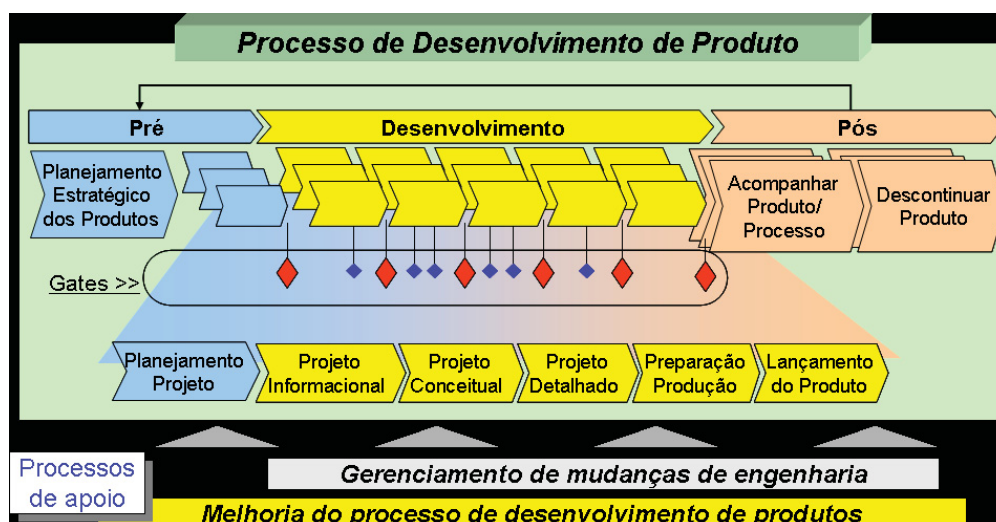 Processo de Desenvolvimento de Produto
Pré
Desenvolvimento
Pós
Planejamento
Estratégico
dos Produtos
Acompanhar
Produto/
Processo
Descontinuar
Produto
Gates >>
Planejamento
Projeto
Projeto
Informacional
Projeto
Conceitual
Projeto
Detalhado
Preparação
Produção
Lançamento
do Produto
Processos
de apoio
Gerenciamento de mudanças de engenharia
Melhoria do processo de desenvolvimento de produtos